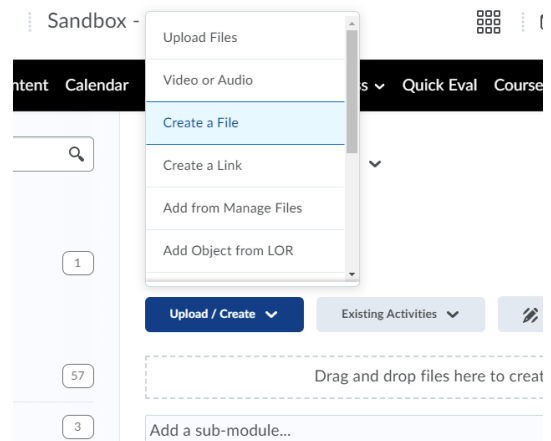 Sandbox -
Upload Files
Video or Audio
Calendar
Quick Eval
Course
Create a File
Create a Link
Add from Manage Files
Add Object from LOR
1
Upload / Create
Existing Activities
57
Drag and drop files here to creat
3
Add a sub-module...